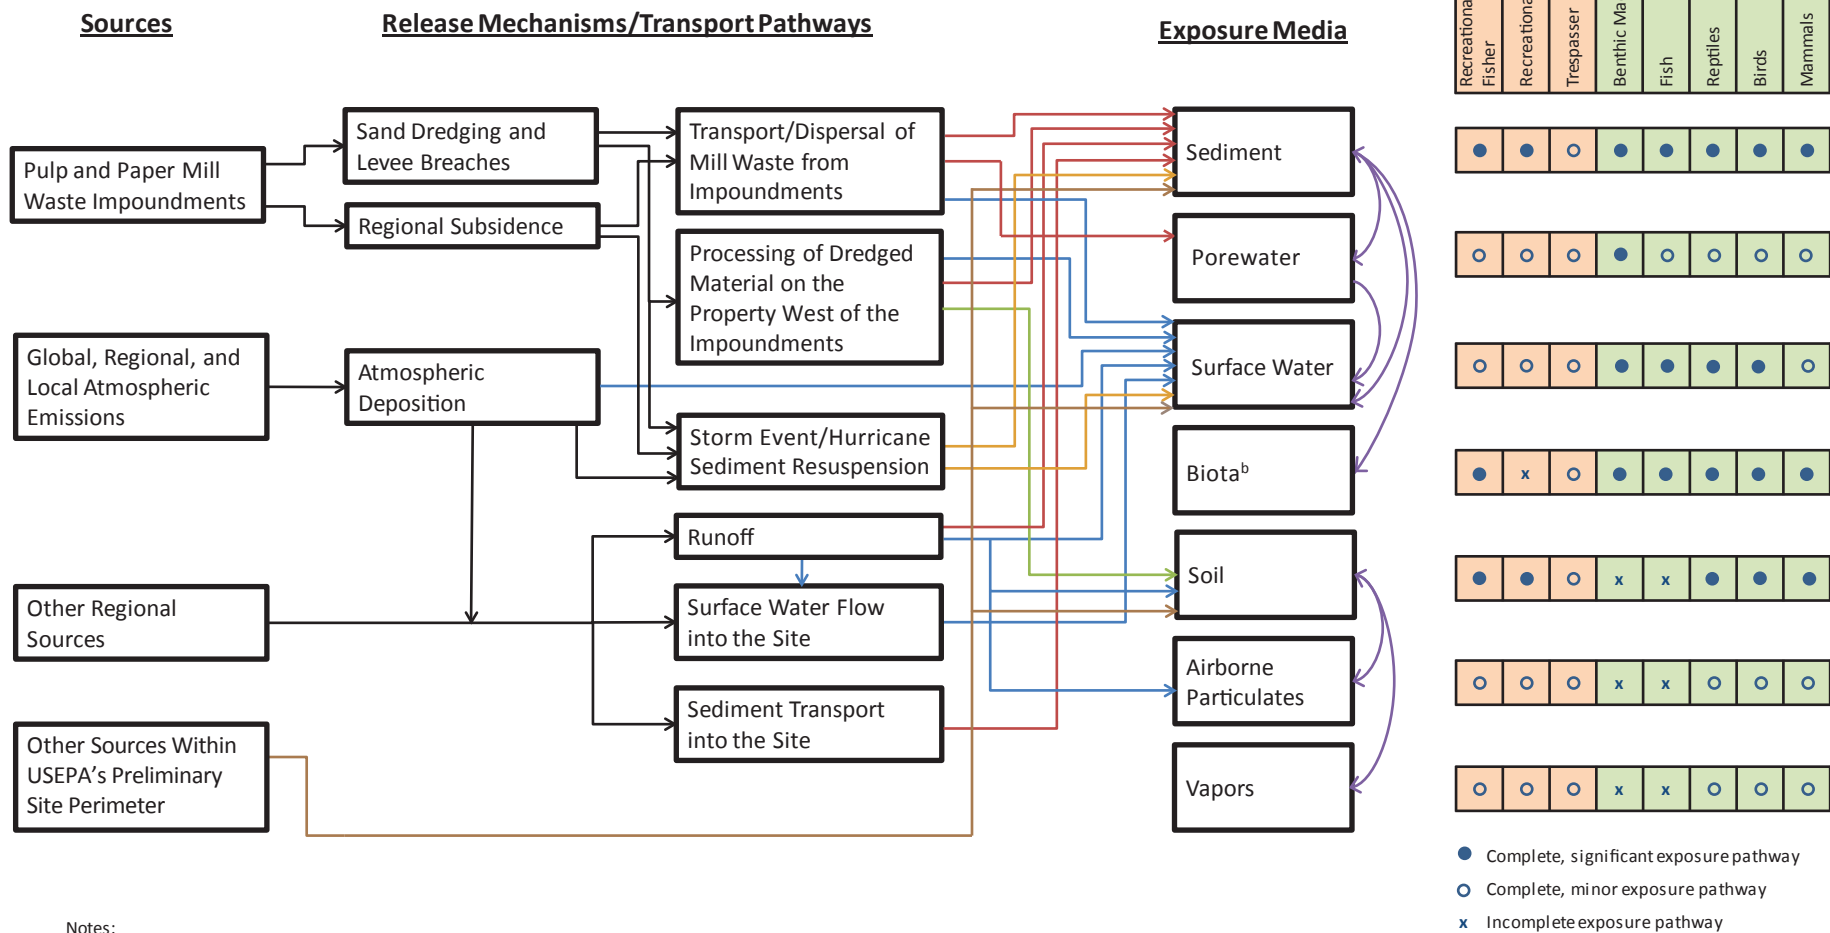 Sources
Release Mechanisms/Transport Pathways
Exposure Media
Recreational
Fisher
Recreational
Trespasser
Benthic
Fish
Reptiles
Birds
Mammals
Pulp and Paper Mill
Waste Impoundments
Sand Dredging and
Levee Breaches
Regional Subsidence
Transport/Dispersal of
Mill Waste from
Impoundments
Processing of Dredged
Material on the
Property West of the
Impoundments
Global, Regional, and
Local Atmospheric
Emissions
Atmospheric
Deposition
Storm Event/Hurricane
Sediment Resuspension
Runoff
Other Regional
Sources
Surface Water Flow
into the Site
Sediment Transport
into the Site
Other Sources Within
USEPA's Preliminary
Site Perimeter
Sediment
Porewater
Surface Water
Biotaᵇ
x
Soil
x x
Airborne
Particulates
x x
Vapors
x x
Complete, significant exposure pathway
Complete, minor exposure pathway
x Incomplete exposure pathway
Notes: